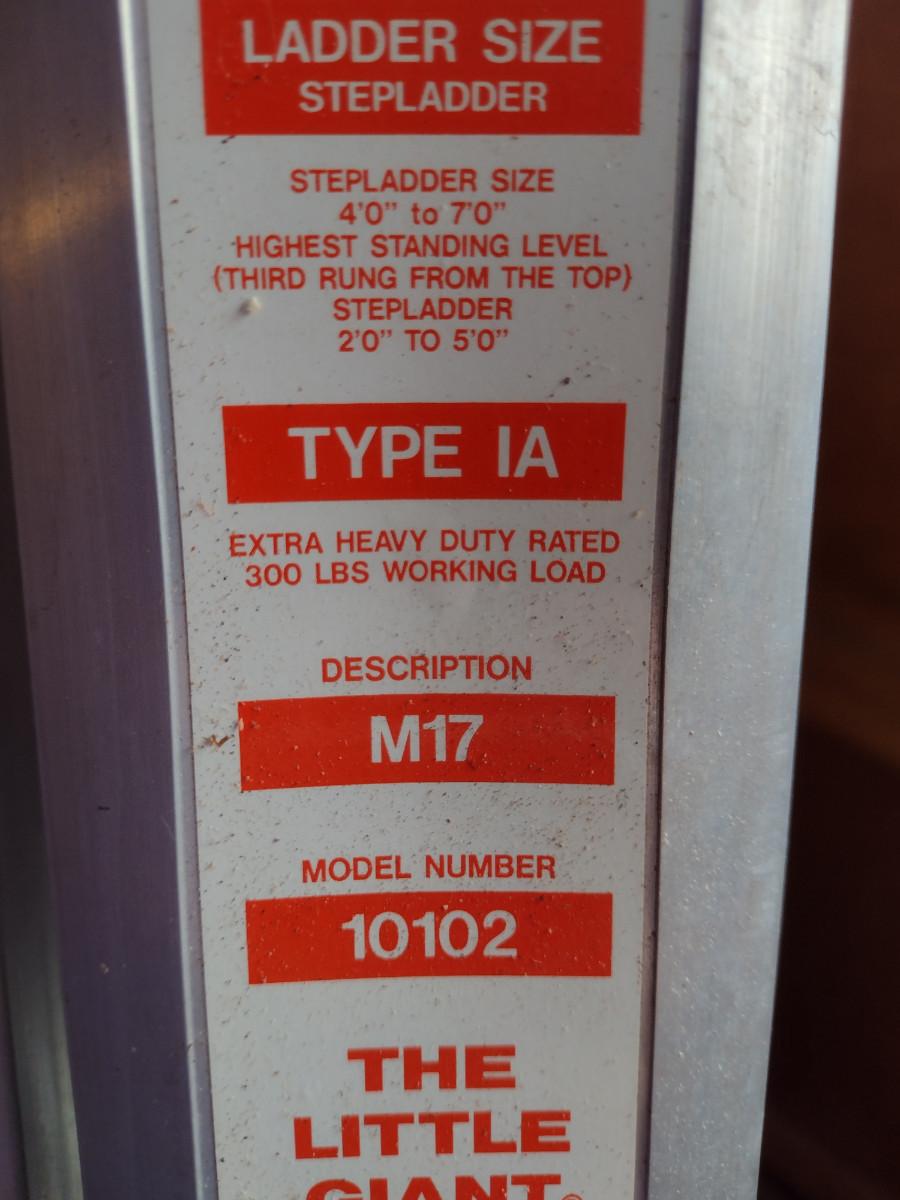 LADDER SIZE
STEPLADDER
STEPLADDER SIZE
4'0" to 7'0"
HIGHEST STANDING LEVEL
(THIRD RUNG FROM THE TOP)
STEPLADDER
2'0" TO 5'0"
TYPE IA
EXTRA HEAVY DUTY RATED
300 LBS WORKING LOAD
DESCRIPTION
M17
MODEL NUMBER
10102
THE
LITTLE
GIANT®